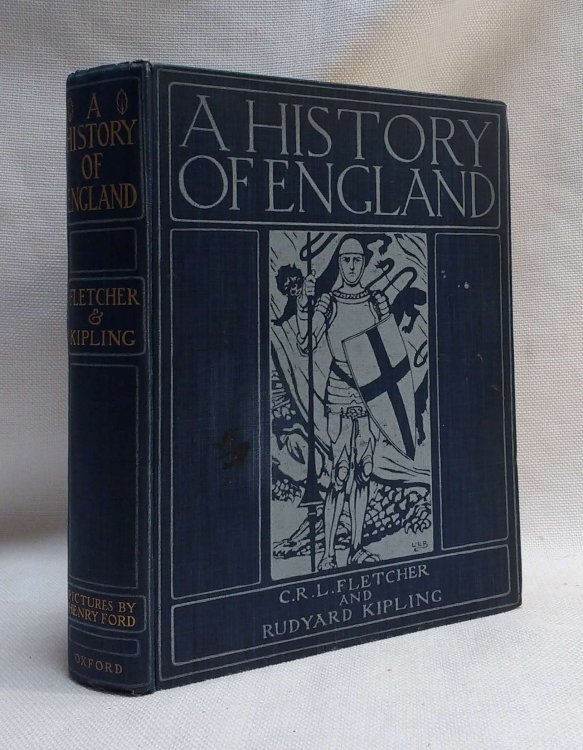 A
HISTORY
OF
ENGLAND
FLETCHER
&
KIPLING
PICTURES BY
HENRY FORD
OXFORD
A HISTORY
OF ENGLAND
C.R.L. FLETCHER
AND
RUDYARD KIPLING